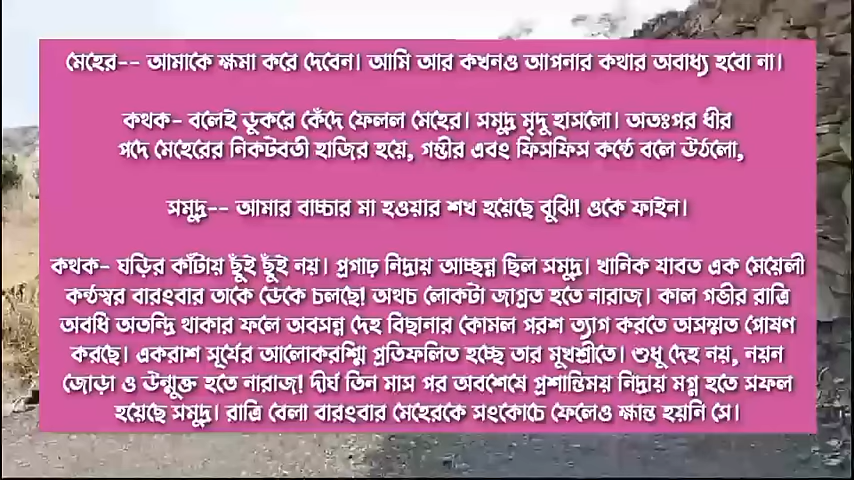 মেহের-- আমাকে ক্ষমা করে দেবেন। আমি আর কখনও আপনার কথার অবাধ্য হবো না।
কথক- বলেই ডুকরে কেঁদে ফেলল মেহের। সমুদ্র মৃদু হাসলো। অতঃপর ধীর
পদে মেহেরের নিকটবর্তী হাজির হয়ে, গম্ভীর এবং ফিসফিস কন্ঠে বলে উঠলো,
সমুদ্র-- আমার বাচ্চার মা হওয়ার শখ হয়েছে বুঝি! ওকে ফাইন।
কথক- ঘড়ির কাঁটায় ছুঁই ছুঁই নয়। প্রগাঢ় নিদ্রায় আচ্ছন্ন ছিল সমুদ্র। খানিক যাবত এক মেয়েলী
কন্ঠস্বর বারংবার তাকে ডেকে চলছে! অথচ লোকটা জাগ্রত হতে নারাজ। কাল গভীর রাত্রি
অবধি অতন্দ্রি থাকার ফলে অবসন্ন দেহ বিছানার কোমল পরশ ত্যাগ করতে অসম্মত পোষণ
করছে। একরাশ সূর্যের আলোকরশ্মি প্রতিফলিত হচ্ছে তার মুখশ্রীতে। শুধু দেহ নয়, নয়ন
জোড়া ও উন্মুক্ত হতে নারাজ! দীর্ঘ তিন মাস পর অবশেষে প্রশান্তিময় নিদ্রায় মগ্ন হতে সফল
হয়েছে সমুদ্র। রাত্রি বেলা বারংবার মেহেরকে সংকোচে ফেলেও ক্ষান্ত হয়নি সে।